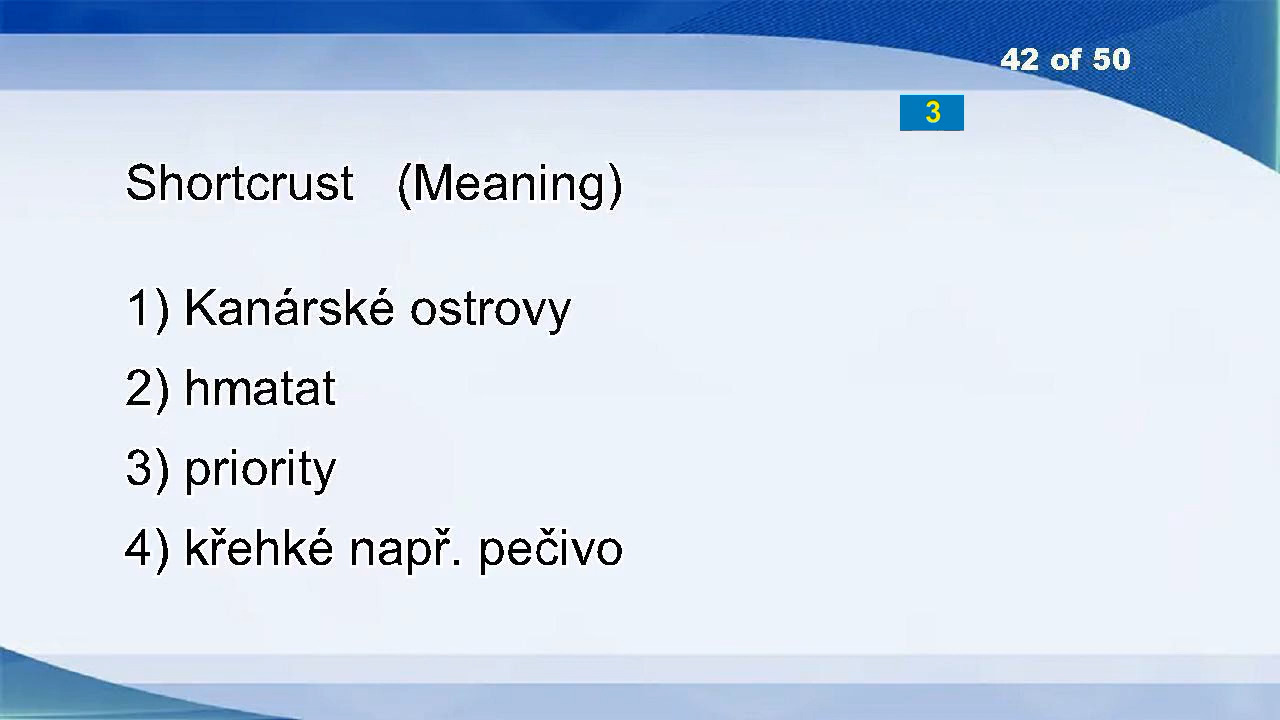 42 of 50
3
Shortcrust (Meaning)
1) Kanárské ostrovy
2) hmatat
3) priority
4) křehké např. pečivo